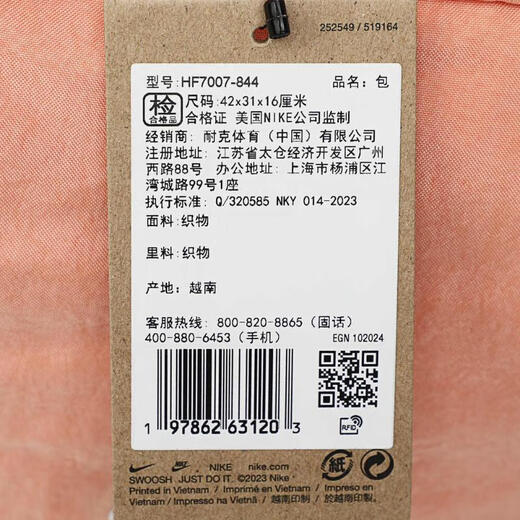 252549 / 519164
型号: HF7007-844 品名: 包
检 合格品 尺码: 42x31x16厘米
合格证 美国NIKE公司监制
经销商: 耐克体育（中国）有限公司
注册地址: 江苏省太仓经济开发区广州
西路88号 办公地址: 上海市杨浦区江
湾城路99号1座
执行标准: Q/320585 NKY 014-2023
面料: 织物
里料: 织物
产地: 越南
客服热线: 800-820-8865 (固话)
400-880-6453 (手机)
EGN 102024
1 97862 63120 3
RFID
NIKE nike.com
SWOOSH JUST DO IT. ©2023 Nike
Printed in Vietnam / Imprimé en Vietnam / Impreso en
Vietnam / Impresso no Vietnã / 越南印制 / 於越南印製.
纸